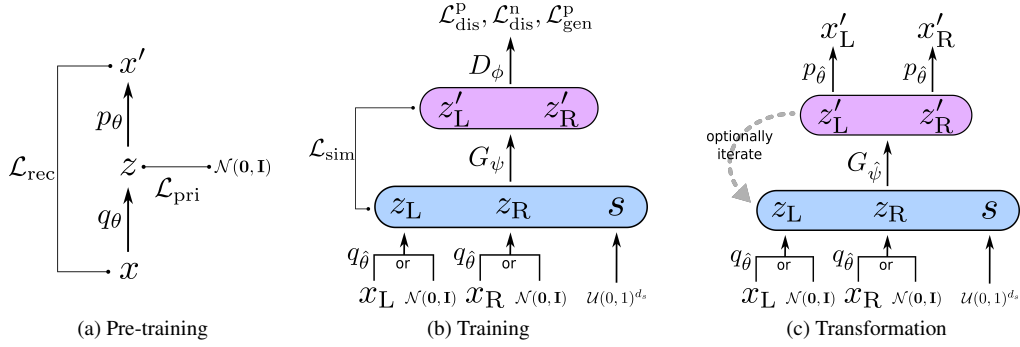 x′
p_θ
ℒ_rec
z
𝒩(𝟎, 𝐈)
ℒ_pri
q_θ
x
(a) Pre-training
ℒ^p_dis, ℒ^n_dis, ℒ^p_gen
D_ϕ
z′_L z′_R
ℒ_sim
G_ψ
z_L z_R s
q_θ̂ or q_θ̂ or
x_L 𝒩(𝟎, 𝐈) x_R 𝒩(𝟎, 𝐈) 𝒰(0, 1)^{d_s}
(b) Training
x′_L x′_R
p_θ̂ p_θ̂
z′_L z′_R
optionally
iterate
G_ψ̂
z_L z_R s
q_θ̂ or q_θ̂ or
x_L 𝒩(𝟎, 𝐈) x_R 𝒩(𝟎, 𝐈) 𝒰(0, 1)^{d_s}
(c) Transformation